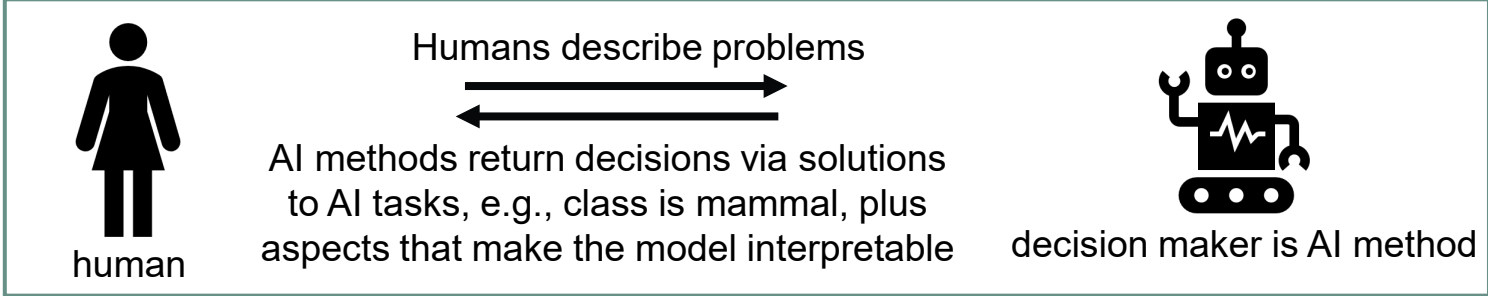 Humans describe problems
AI methods return decisions via solutions
to AI tasks, e.g., class is mammal, plus
aspects that make the model interpretable
human
decision maker is AI method